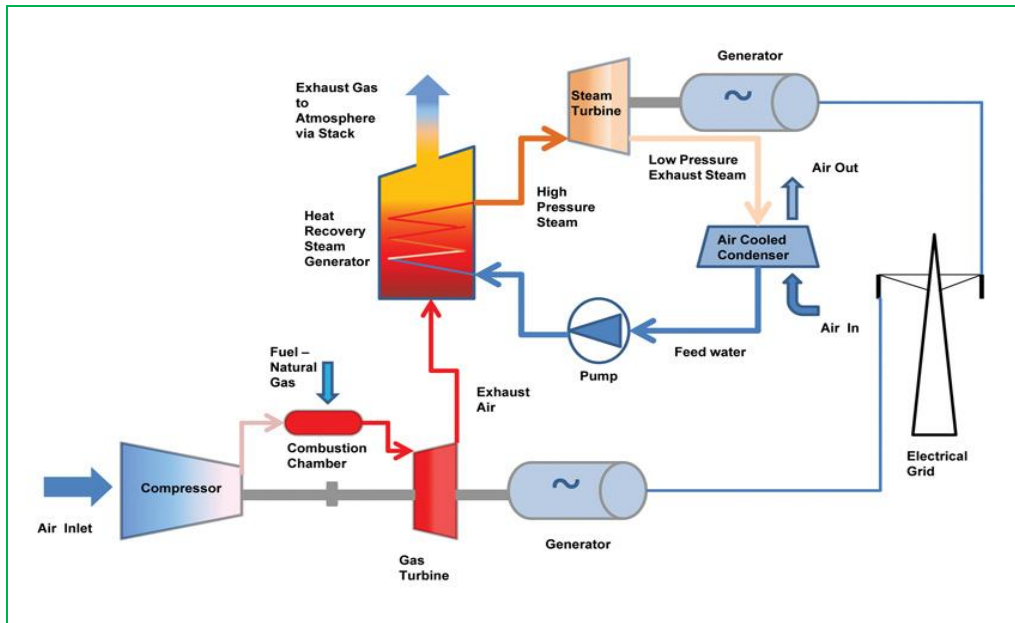 Generator
Exhaust Gas
to
Atmosphere
via Stack
Steam
Turbine
~
Low Pressure
Exhaust Steam
Air Out
High
Pressure
Steam
Heat
Recovery
Steam
Generator
Air Cooled
Condenser
Air In
Feed water
Pump
Fuel –
Natural
Gas
Exhaust
Air
Combustion
Chamber
Electrical
Grid
Compressor
~
Air Inlet
Generator
Gas
Turbine